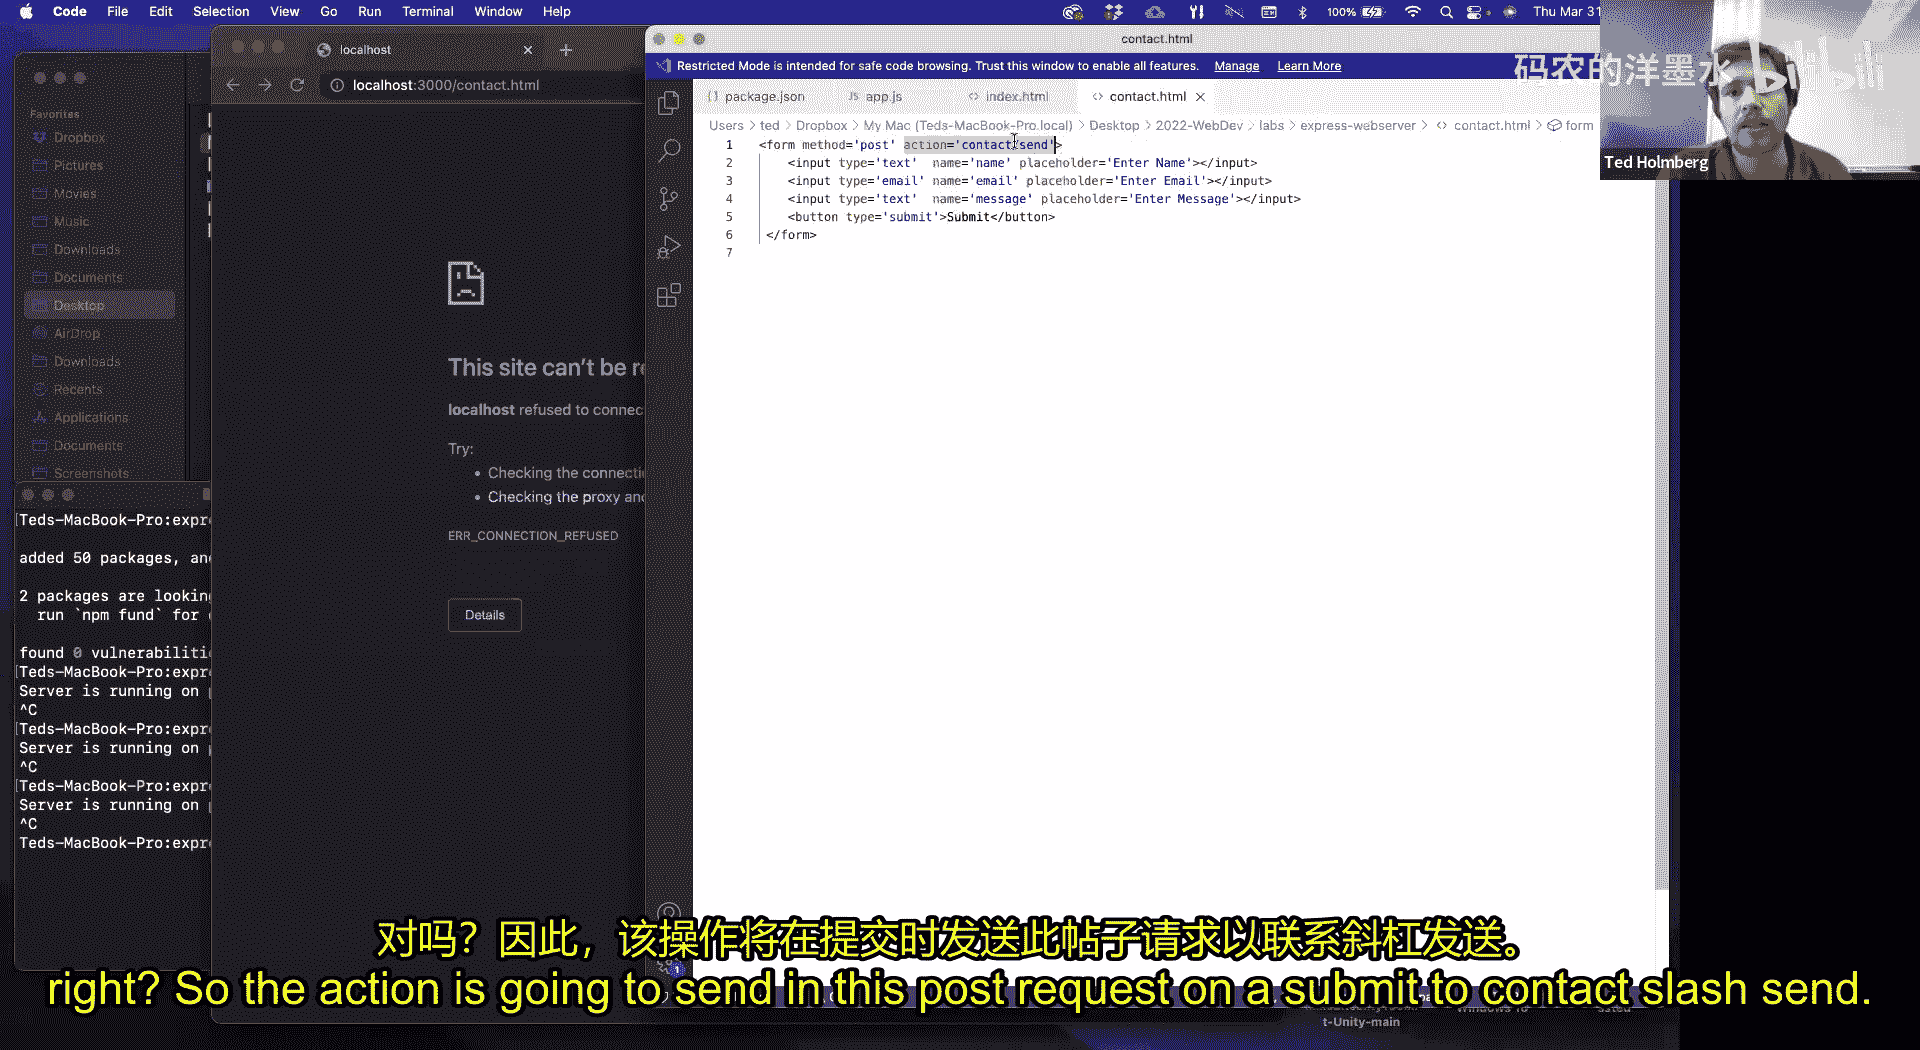 Code File Edit Selection View Go Run Terminal Window Help
100% Thu Mar 31
localhost
localhost:3000/contact.html
Favorites
Dropbox
Pictures
Movies
Music
Downloads
Documents
Desktop
AirDrop
Downloads
Recents
Applications
Documents
Screenshots
This site can't be
localhost refused to
Try:
Checking the
Checking the proxy
ERR_CONNECTION_REFUSED
Details
Teds-MacBook-Pro:expr
added 50 packages,
2 packages are
run `npm fund` for
found 0
Teds-MacBook-Pro:expr
Server is running on
^C
Teds-MacBook-Pro:expr
Server is running on
^C
Teds-MacBook-Pro:expr
Server is running on
^C
Teds-MacBook-Pro:expr
contact.html
Restricted Mode is intended for safe code browsing. Trust this window to enable all features. Manage Learn More
package.json app.js index.html contact.html
Users > ted > Dropbox > My Mac (Teds-MacBook-Pro.local) > Desktop > 2022-WebDev > labs > express-webserver > contact.html > form
1 <form method='post' action='contact/send'>
2 <input type='text' name='name' placeholder='Enter Name'></input>
3 <input type='email' name='email' placeholder='Enter Email'></input>
4 <input type='text' name='message' placeholder='Enter Message'></input>
5 <button type='submit'>Submit</button>
6 </form>
7
码农的洋墨水 bilibili
Ted Holmberg
对吗？因此，该操作将在提交时发送此帖子请求以联系斜杠发送。
right? So the action is going to send in this post request on a submit to contact slash send.
t-Unity-main